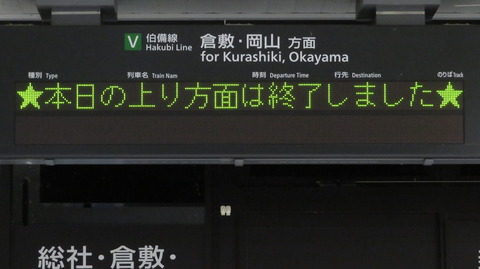 V 伯備線 倉敷・岡山 方面
Hakubi Line for Kurashiki, Okayama
種別 Type 列車名 Train Nam 時刻 Departure Time 行先 Destination のりば Track
★本日の上り方面は終了しました★
総社・倉敷・